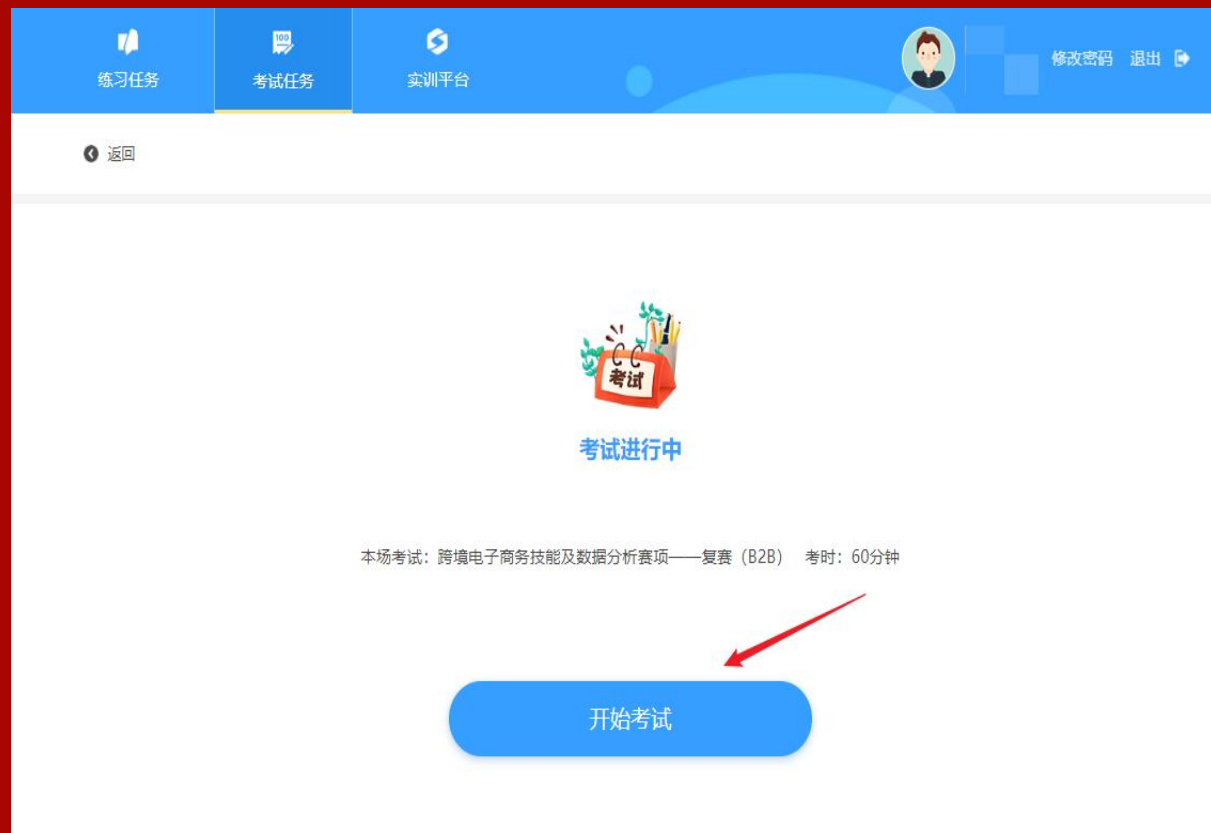 练习任务
100
考试任务
实训平台
修改密码 退出
返回
考试
考试进行中
本场考试：跨境电子商务技能及数据分析赛项——复赛（B2B） 考时：60分钟
开始考试